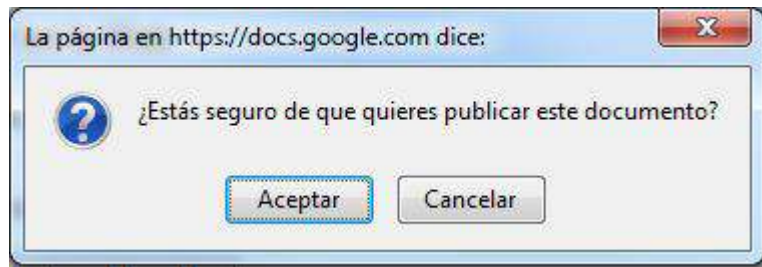 La página en https://docs.google.com dice:
¿Estás seguro de que quieres publicar este documento?
Aceptar
Cancelar